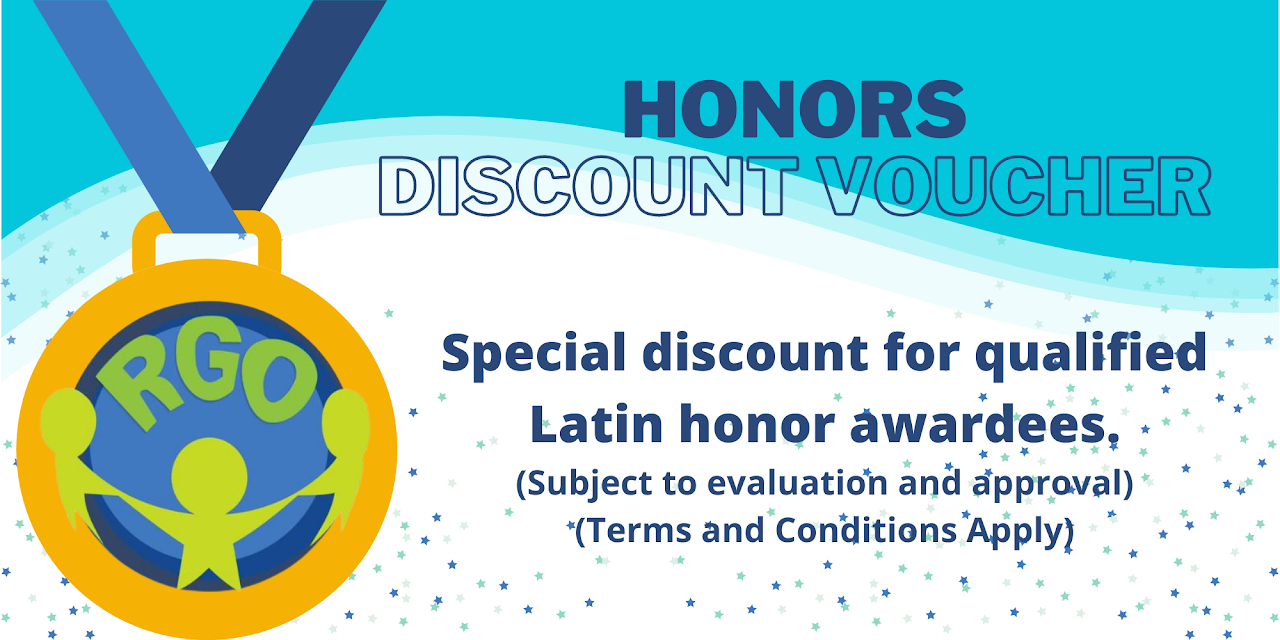 HONORS
DISCOUNT VOUCHER
RGO
Special discount for qualified
Latin honor awardees.
(Subject to evaluation and approval)
(Terms and Conditions Apply)